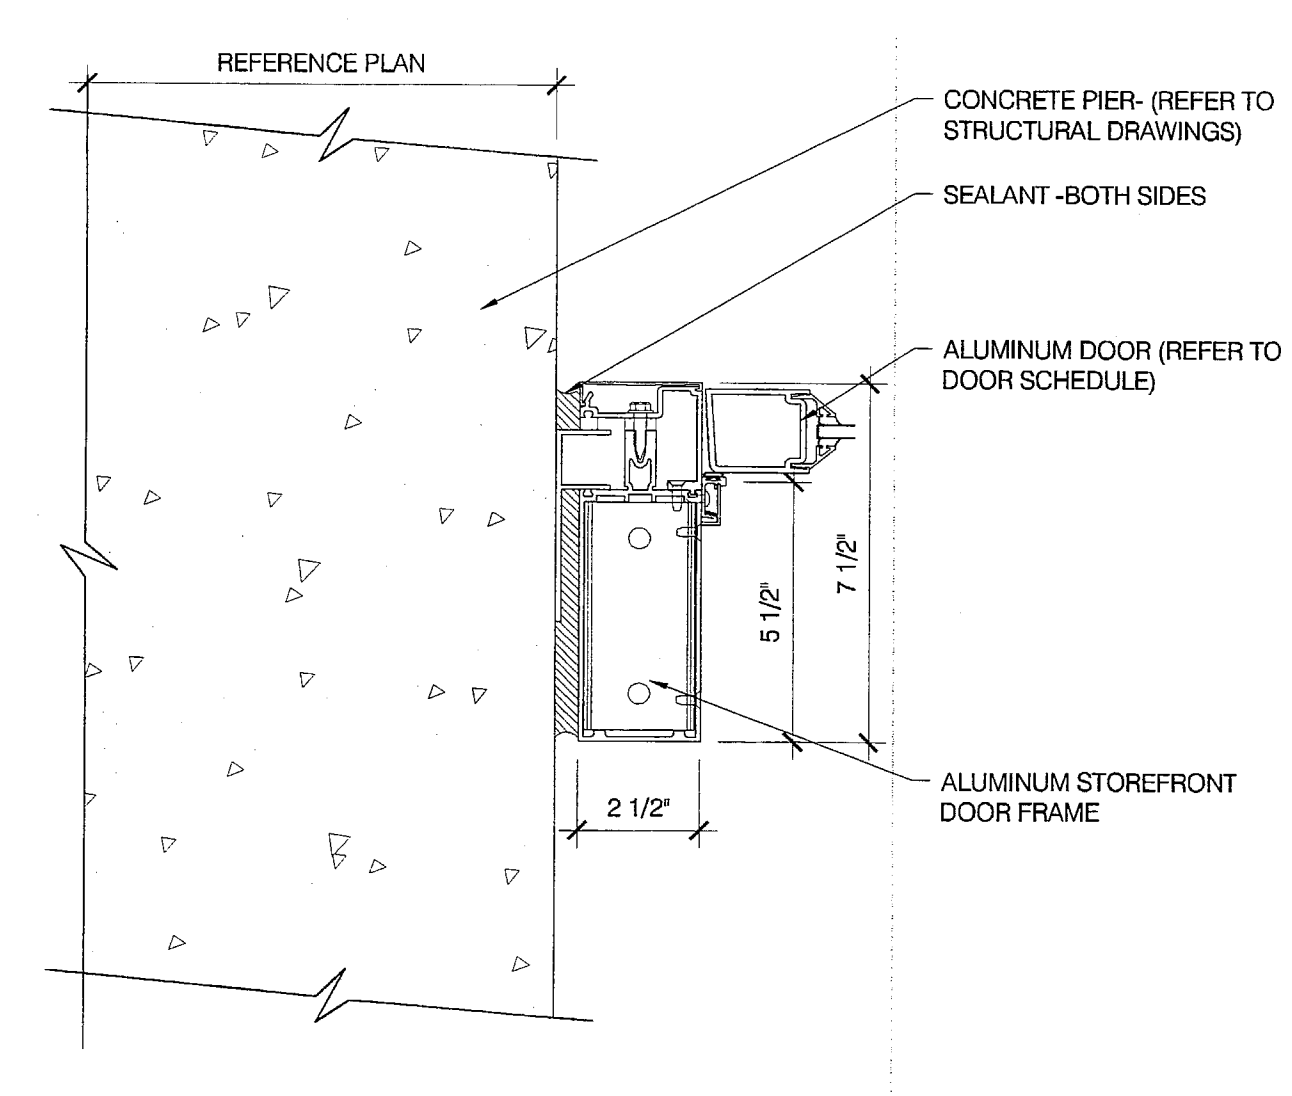 REFERENCE PLAN
CONCRETE PIER- (REFER TO
STRUCTURAL DRAWINGS)
SEALANT -BOTH SIDES
ALUMINUM DOOR (REFER TO
DOOR SCHEDULE)
7 1/2"
5 1/2"
2 1/2"
ALUMINUM STOREFRONT
DOOR FRAME